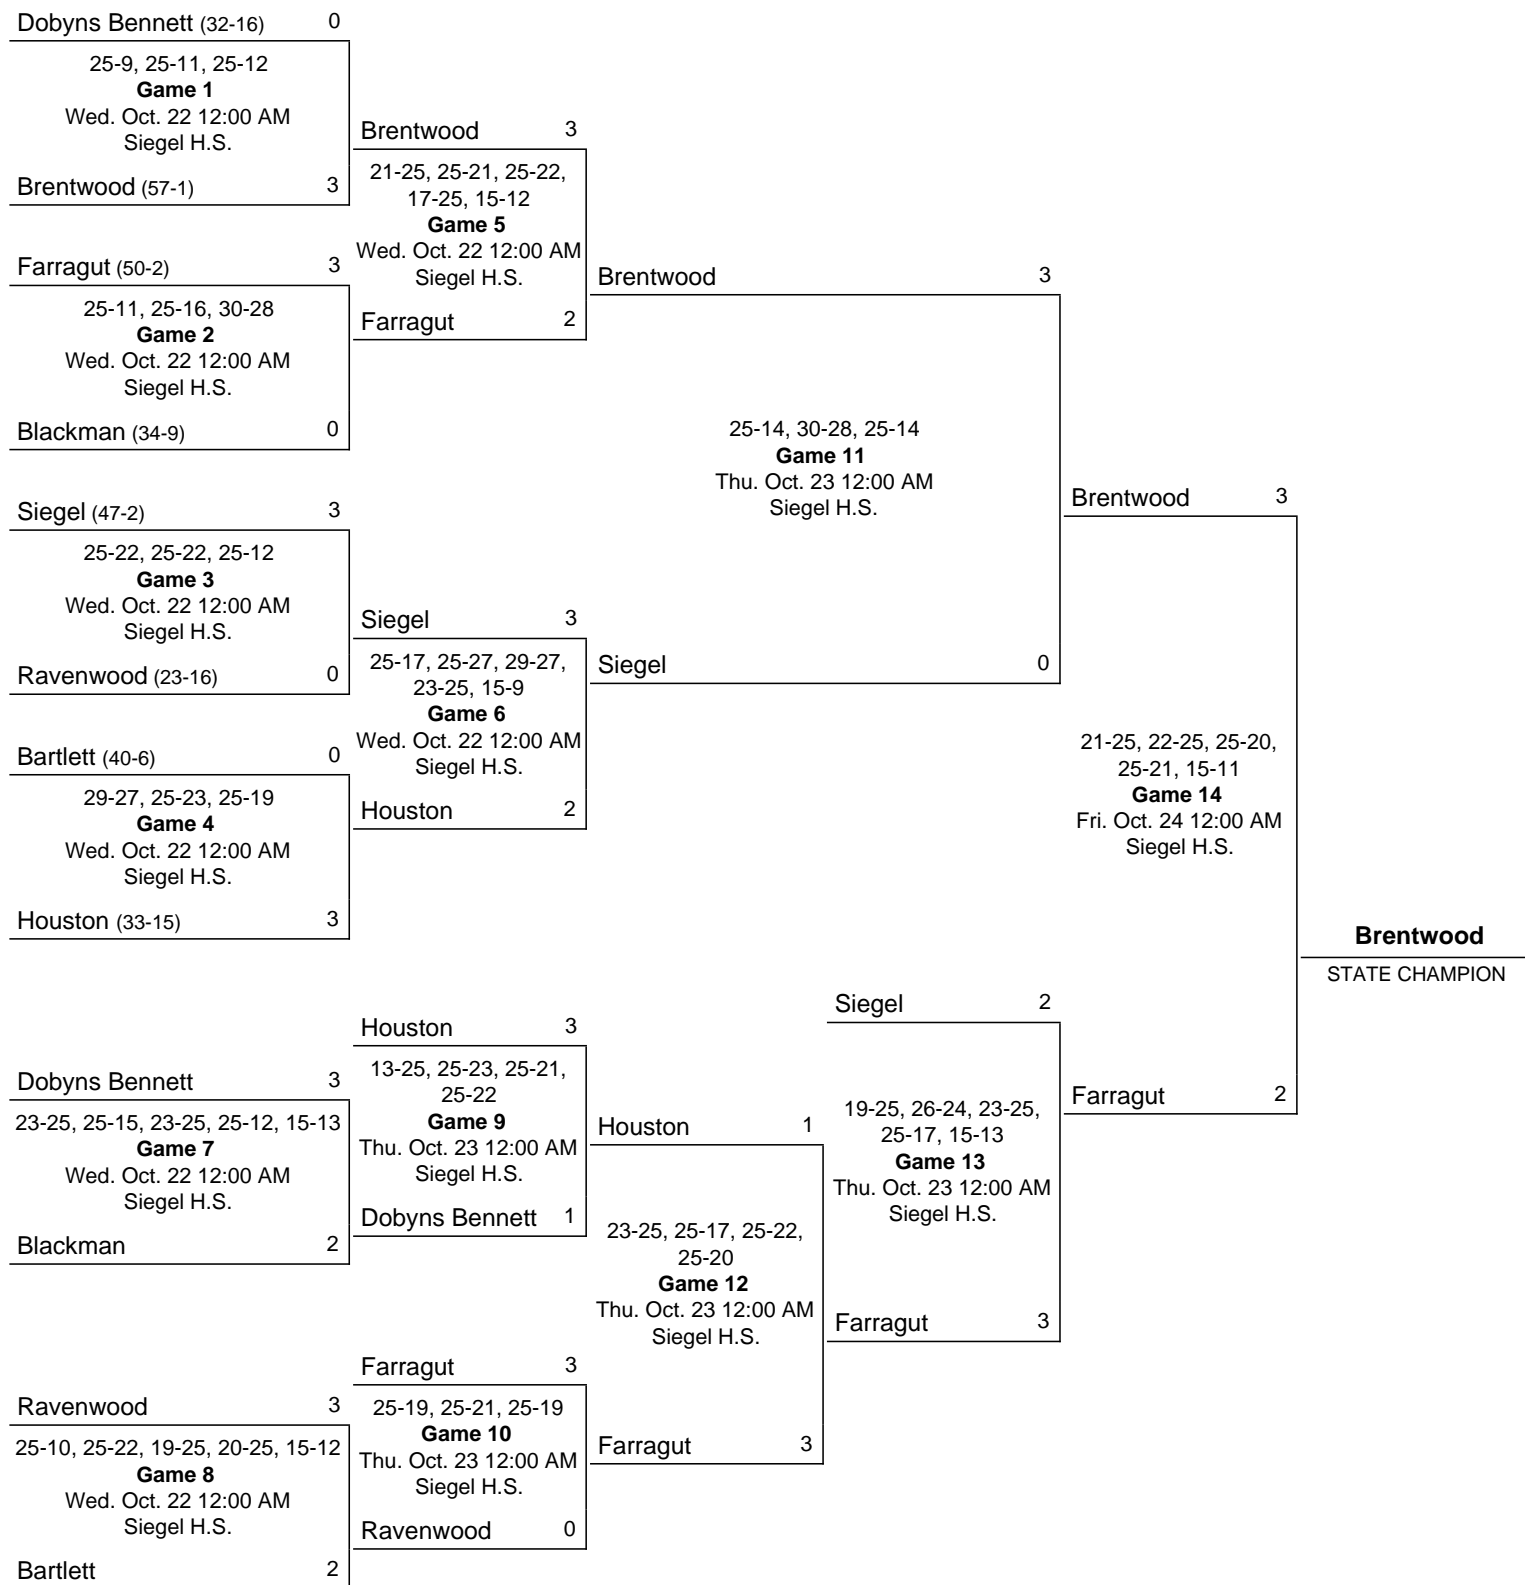 Dobyns Bennett (32-16) 0
25-9, 25-11, 25-12
Game 1
Wed. Oct. 22 12:00 AM
Siegel H.S.
Brentwood (57-1) 3
Farragut (50-2) 3
25-11, 25-16, 30-28
Game 2
Wed. Oct. 22 12:00 AM
Siegel H.S.
Blackman (34-9) 0
Siegel (47-2) 3
25-22, 25-22, 25-12
Game 3
Wed. Oct. 22 12:00 AM
Siegel H.S.
Ravenwood (23-16) 0
Bartlett (40-6) 0
29-27, 25-23, 25-19
Game 4
Wed. Oct. 22 12:00 AM
Siegel H.S.
Houston (33-15) 3
Dobyns Bennett 3
23-25, 25-15, 23-25, 25-12, 15-13
Game 7
Wed. Oct. 22 12:00 AM
Siegel H.S.
Blackman 2
Ravenwood 3
25-10, 25-22, 19-25, 20-25, 15-12
Game 8
Wed. Oct. 22 12:00 AM
Siegel H.S.
Bartlett 2
Brentwood 3
21-25, 25-21, 25-22,
17-25, 15-12
Game 5
Wed. Oct. 22 12:00 AM
Siegel H.S.
Farragut 2
Siegel 3
25-17, 25-27, 29-27,
23-25, 15-9
Game 6
Wed. Oct. 22 12:00 AM
Siegel H.S.
Houston 2
Houston 3
13-25, 25-23, 25-21,
25-22
Game 9
Thu. Oct. 23 12:00 AM
Siegel H.S.
Dobyns Bennett 1
Farragut 3
25-19, 25-21, 25-19
Game 10
Thu. Oct. 23 12:00 AM
Siegel H.S.
Ravenwood 0
Brentwood 3
25-14, 30-28, 25-14
Game 11
Thu. Oct. 23 12:00 AM
Siegel H.S.
Siegel 0
Houston 1
23-25, 25-17, 25-22,
25-20
Game 12
Thu. Oct. 23 12:00 AM
Siegel H.S.
Farragut 3
Siegel 2
19-25, 26-24, 23-25,
25-17, 15-13
Game 13
Thu. Oct. 23 12:00 AM
Siegel H.S.
Farragut 3
Brentwood 3
21-25, 22-25, 25-20,
25-21, 15-11
Game 14
Fri. Oct. 24 12:00 AM
Siegel H.S.
Farragut 2
Brentwood
STATE CHAMPION